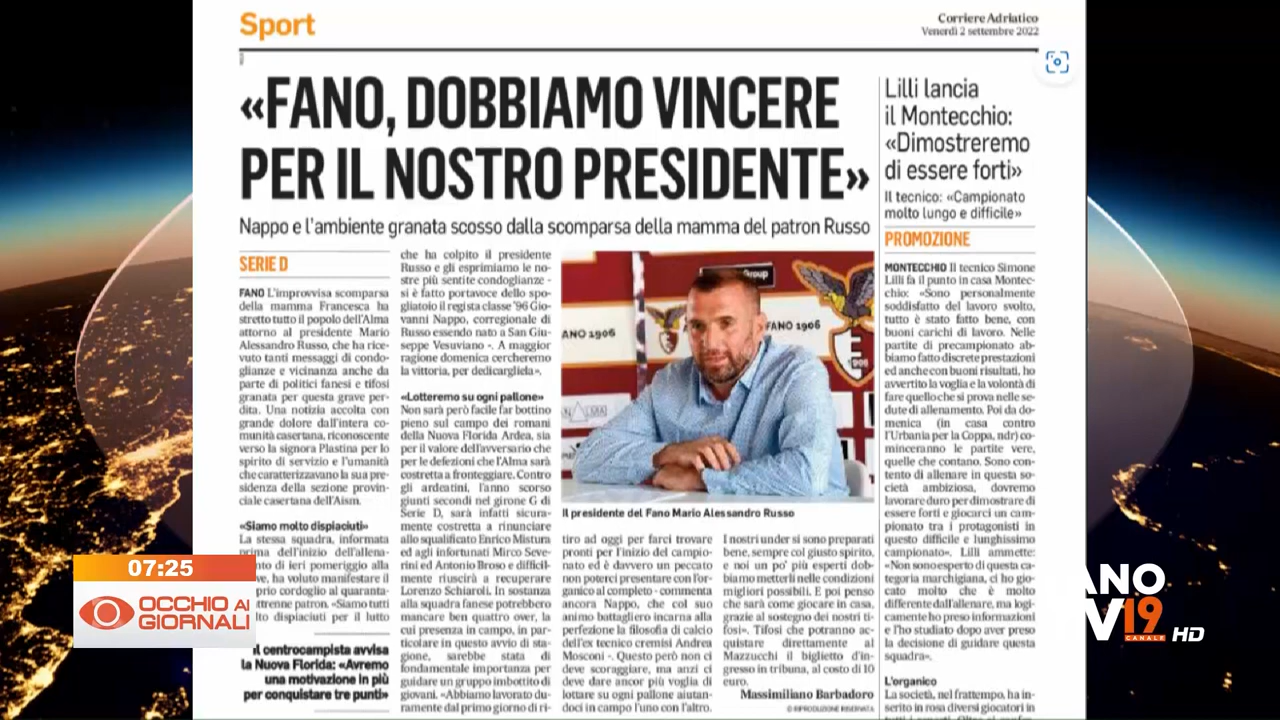 Sport
Corriere Adriatico
Venerdì 2 settembre 2022
«FANO, DOBBIAMO VINCERE
PER IL NOSTRO PRESIDENTE»
Nappo e l'ambiente granata scosso dalla scomparsa della mamma del patron Russo
SERIE D
FANO L'improvvisa scomparsa
della mamma Francesca ha
stretto tutto il popolo dell'Alma
attorno al presidente Mario
Alessandro Russo, che ha rice-
vuto tanti messaggi di condo-
glianze e vicinanza anche da
parte di politici fanesi e tifosi
granata per questa grave per-
dita. Una notizia accolta con
grande dolore dall'intera co-
munità casertana, riconoscente
verso la signora Plastina per lo
spirito di servizio e l'umanità
che caratterizzavano la sua pre-
sidenza della sezione provin-
ciale casertana dell'Aism.
«Siamo molto dispiaciuti»
La stessa squadra, informata
prima dell'inizio dell'allena-
nto di ieri pomeriggio alla
ve, ha voluto manifestare il
prio cordoglio al quaranta-
ttrenne patron. «Siamo tutti
lto dispiaciuti per il lutto
Il centrocampista avvisa
la Nuova Florida: «Avremo
una motivazione in più
per conquistare tre punti»
che ha colpito il presidente
Russo e gli esprimiamo le no-
stre più sentite condoglianze -
si è fatto portavoce dello spo-
gliatoio il regista classe '96 Gio-
vanni Nappo, corregionale di
Russo essendo nato a San Giu-
seppe Vesuviano -. A maggior
ragione domenica cercheremo
la vittoria, per dedicargliela».
«Lotteremo su ogni pallone»
Non sarà però facile far bottino
pieno sul campo dei romani
della Nuova Florida Ardea, sia
per il valore dell'avversario che
per le defezioni che l'Alma sarà
costretta a fronteggiare. Contro
gli ardeatini, l'anno scorso
giunti secondi nel girone G di
Serie D, sarà infatti sicura-
mente costretta a rinunciare
allo squalificato Enrico Mistura
ed agli infortunati Mirco Seve-
rini ed Antonio Broso e difficil-
mente riuscirà a recuperare
Lorenzo Schiaroli. In sostanza
alla squadra fanese potrebbero
mancare ben quattro over, la
cui presenza in campo, in par-
ticolare in questo avvio di sta-
gione, sarebbe stata di
fondamentale importanza per
guidare un gruppo imbottito di
giovani. «Abbiamo lavorato du-
ramente dal primo giorno di ri-
Group
ANO 1906
FANO 1906
1906
Il presidente del Fano Mario Alessandro Russo
tiro ad oggi per farci trovare
pronti per l'inizio del campio-
nato ed è davvero un peccato
non poterci presentare con l'or-
ganico al completo - commenta
ancora Nappo, che col suo
animo battagliero incarna alla
perfezione la filosofia di calcio
dell'ex tecnico cremisi Andrea
Mosconi -. Questo però non ci
deve scoraggiare, ma anzi ci
deve dare ancor più voglia di
lottare su ogni pallone aiutan-
doci in campo l'uno con l'altro.
I nostri under si sono preparati
bene, sempre col giusto spirito,
e noi un po' più esperti dob-
biamo metterli nelle condizioni
migliori possibili. E poi penso
che sarà come giocare in casa,
grazie al sostegno dei nostri ti-
fosi». Tifosi che potranno ac-
quistare direttamente al
Mazzucchi il biglietto d'in-
gresso in tribuna, al costo di 10
euro.
Massimiliano Barbadoro
© RIPRODUZIONE RISERVATA
Lilli lancia
il Montecchio:
«Dimostreremo
di essere forti»
Il tecnico: «Campionato
molto lungo e difficile»
PROMOZIONE
MONTECCHIO Il tecnico Simone
Lilli fa il punto in casa Montec-
chio: «Sono personalmente
soddisfatto del lavoro svolto,
tutto è stato fatto bene, con
buoni carichi di lavoro. Nelle
partite di precampionato ab-
biamo fatto discrete prestazioni
ed anche con buoni risultati, ho
avvertito la voglia e la volontà di
fare quello che si prova nelle se-
dute di allenamento. Poi da do-
menica (in casa contro
l'Urbania per la Coppa, ndr) co-
minceranno le partite vere,
quelle che contano. Sono con-
tento di allenare in questa so-
cietà ambiziosa, dovremo
lavorare duro per dimostrare di
essere forti e giocarci un cam-
pionato tra i protagonisti in
questo difficile e lunghissimo
campionato». Lilli ammette:
«Non sono esperto di questa ca-
tegoria marchigiana, ci ho gio-
cato molto che è molto
differente dall'allenare, ma logi-
camente ho preso informazioni
e l'ho studiato dopo aver preso
la decisione di guidare questa
squadra».
L'organico
La società, nel frattempo, ha in-
serito in rosa diversi giocatori in
07:25
OCCHIO AI
GIORNALI
ANO
V19
CANALE
HD